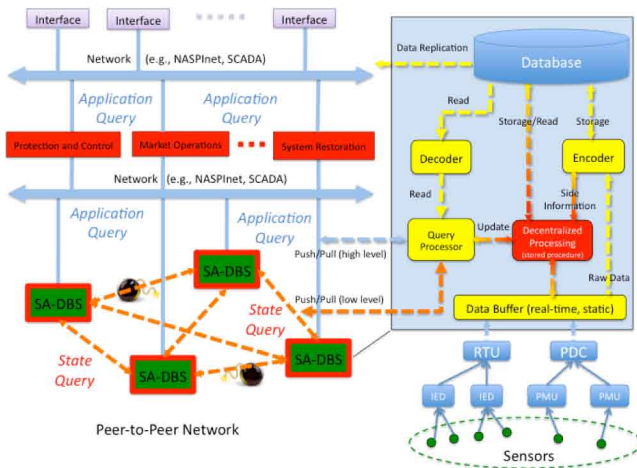 Interface
Interface
Interface
Network (e.g., NASPInet, SCADA)
Application
Query
Application
Query
Protection and Control
Market Operations
System Restoration
Network (e.g., NASPInet, SCADA)
Application
Query
Application
Query
SA-DBS
SA-DBS
SA-DBS
SA-DBS
State
Query
State
Query
Peer-to-Peer Network
Data Replication
Database
Read
Storage/Read
Storage
Decoder
Encoder
Read
Side
Information
Query
Processor
Update
Decentralized
Processing
(stored procedure)
Push/Pull (high level)
Push/Pull (low level)
Raw Data
Data Buffer (real-time, static)
RTU
PDC
IED
IED
PMU
PMU
Sensors